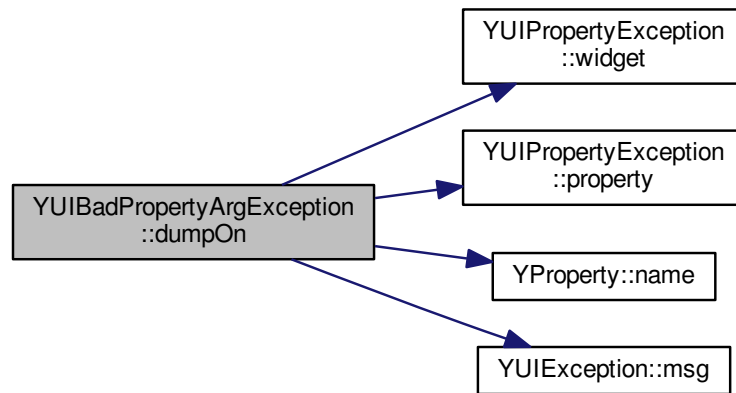 YUIPropertyException
::widget
YUIPropertyException
::property
YUIBadPropertyArgException
::dumpOn
YProperty::name
YUIException::msg